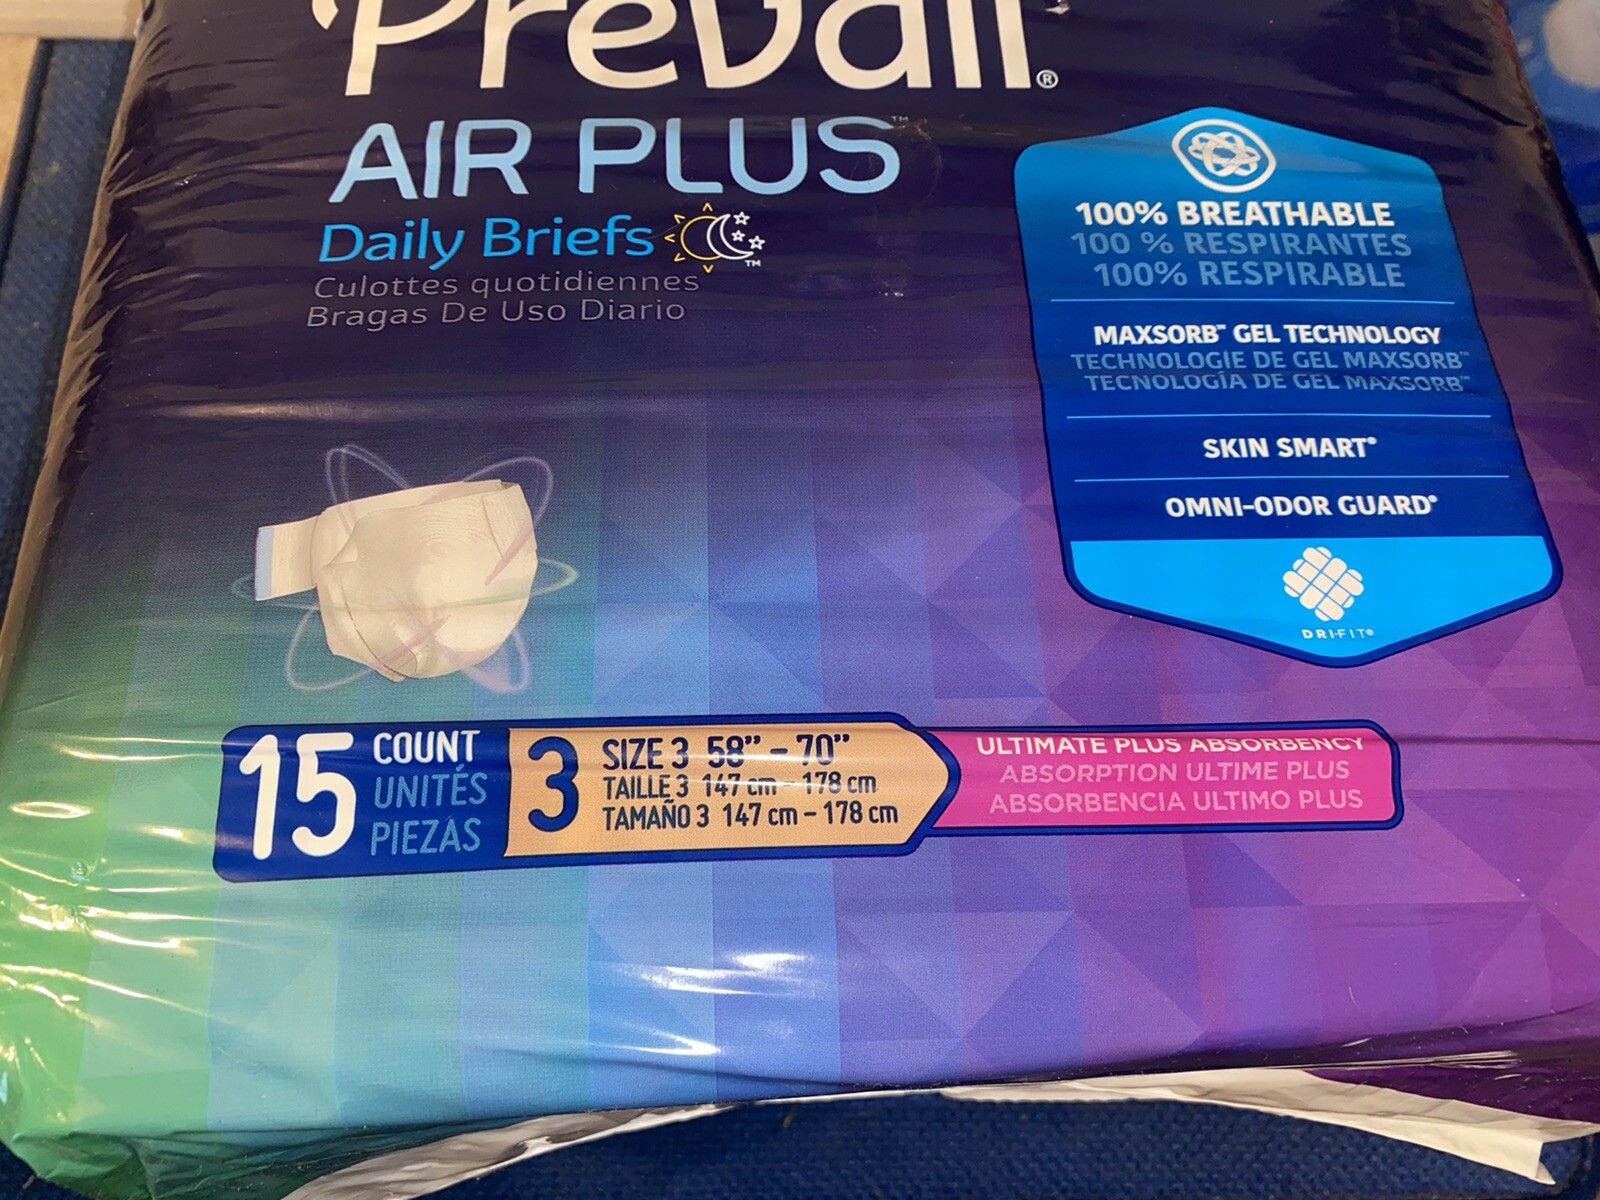 Prevail®
AIR PLUS™
Daily Briefs
TM
Culottes quotidiennes
Bragas De Uso Diario
100% BREATHABLE
100 % RESPIRANTES
100% RESPIRABLE
MAXSORB™ GEL TECHNOLOGY
TECHNOLOGIE DE GEL MAXSORB™
TECNOLOGÍA DE GEL MAXSORB™
SKIN SMART®
OMNI-ODOR GUARD®
DRI-FIT®
15 COUNT
UNITÉS
PIEZAS
3
SIZE 3 58” – 70”
TAILLE 3 147 cm – 178 cm
TAMAÑO 3 147 cm – 178 cm
ULTIMATE PLUS ABSORBENCY
ABSORPTION ULTIME PLUS
ABSORBENCIA ULTIMO PLUS